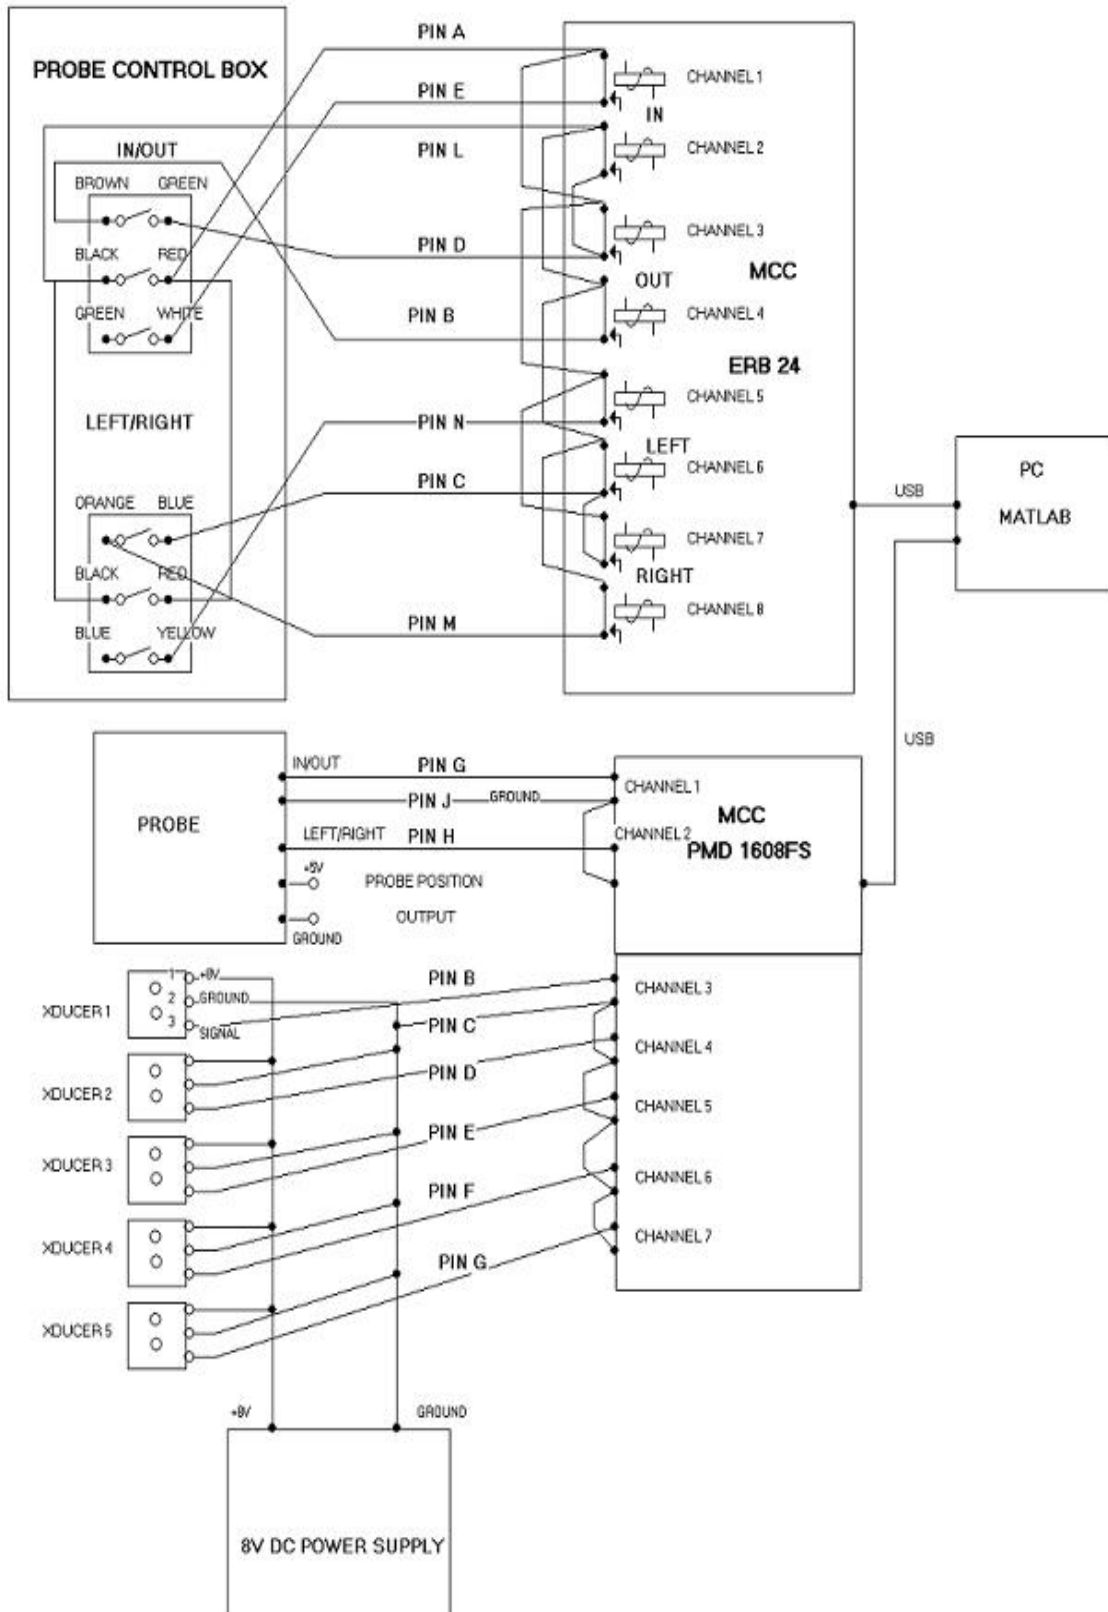 PIN A
PROBE CONTROL BOX
CHANNEL 1
PIN E
IN
IN/OUT
PIN L
CHANNEL 2
BROWN GREEN
CHANNEL 3
PIN D
BLACK RED
MCC
OUT
GREEN WHITE
PIN B
CHANNEL 4
ERB 24
CHANNEL 5
LEFT/RIGHT
PIN N
LEFT
CHANNEL 6
PC
PIN C
USB
ORANGE BLUE
MATLAB
CHANNEL 7
BLACK RED
RIGHT
CHANNEL 8
BLUE YELLOW
PIN M
USB
IN/OUT
PIN G
CHANNEL 1
PIN J
GROUND
MCC
PROBE
LEFT/RIGHT
PIN H
CHANNEL 2
PMD 1608FS
+5V
PROBE POSITION
OUTPUT
GROUND
1 +8V
PIN B
CHANNEL 3
2 GROUND
XDUCER 1
3 SIGNAL
PIN C
CHANNEL 4
PIN D
XDUCER 2
CHANNEL 5
PIN E
XDUCER 3
CHANNEL 6
PIN F
CHANNEL 7
XDUCER 4
PIN G
XDUCER 5
+8V
GROUND
8V DC POWER SUPPLY